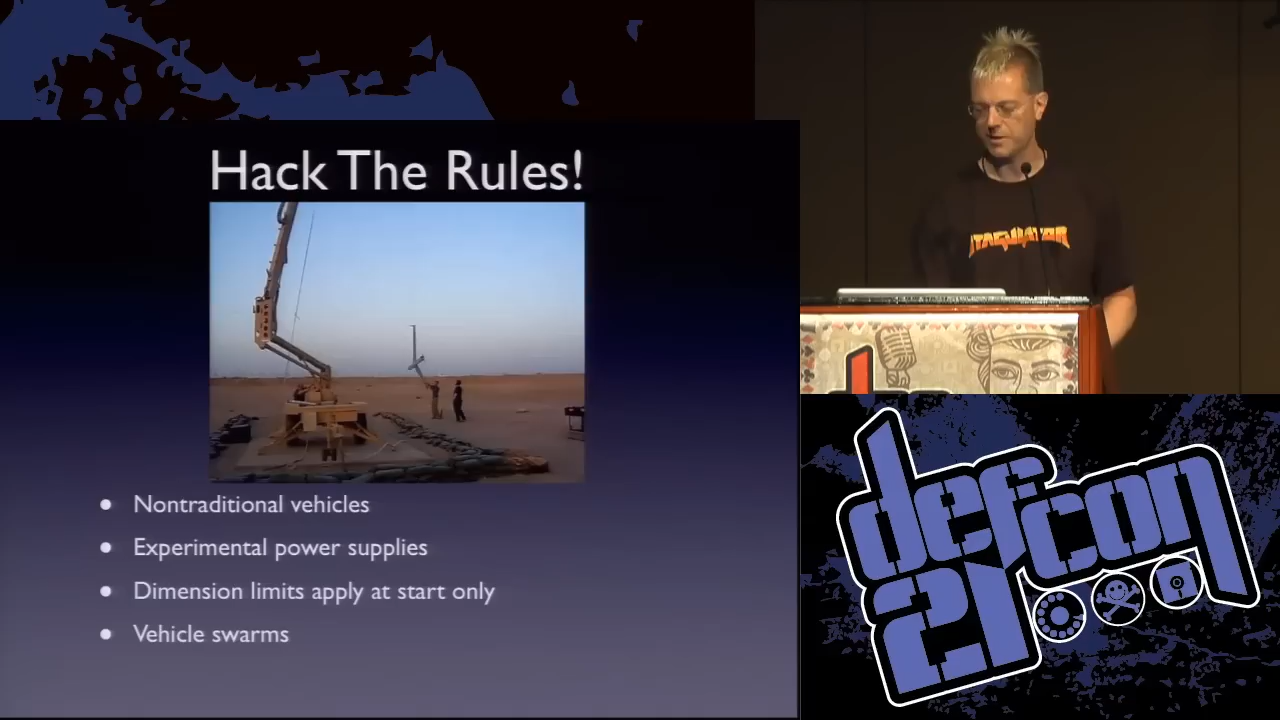 Hack The Rules!
Nontraditional vehicles
Experimental power supplies
Dimension limits apply at start only
Vehicle swarms
defcon
21